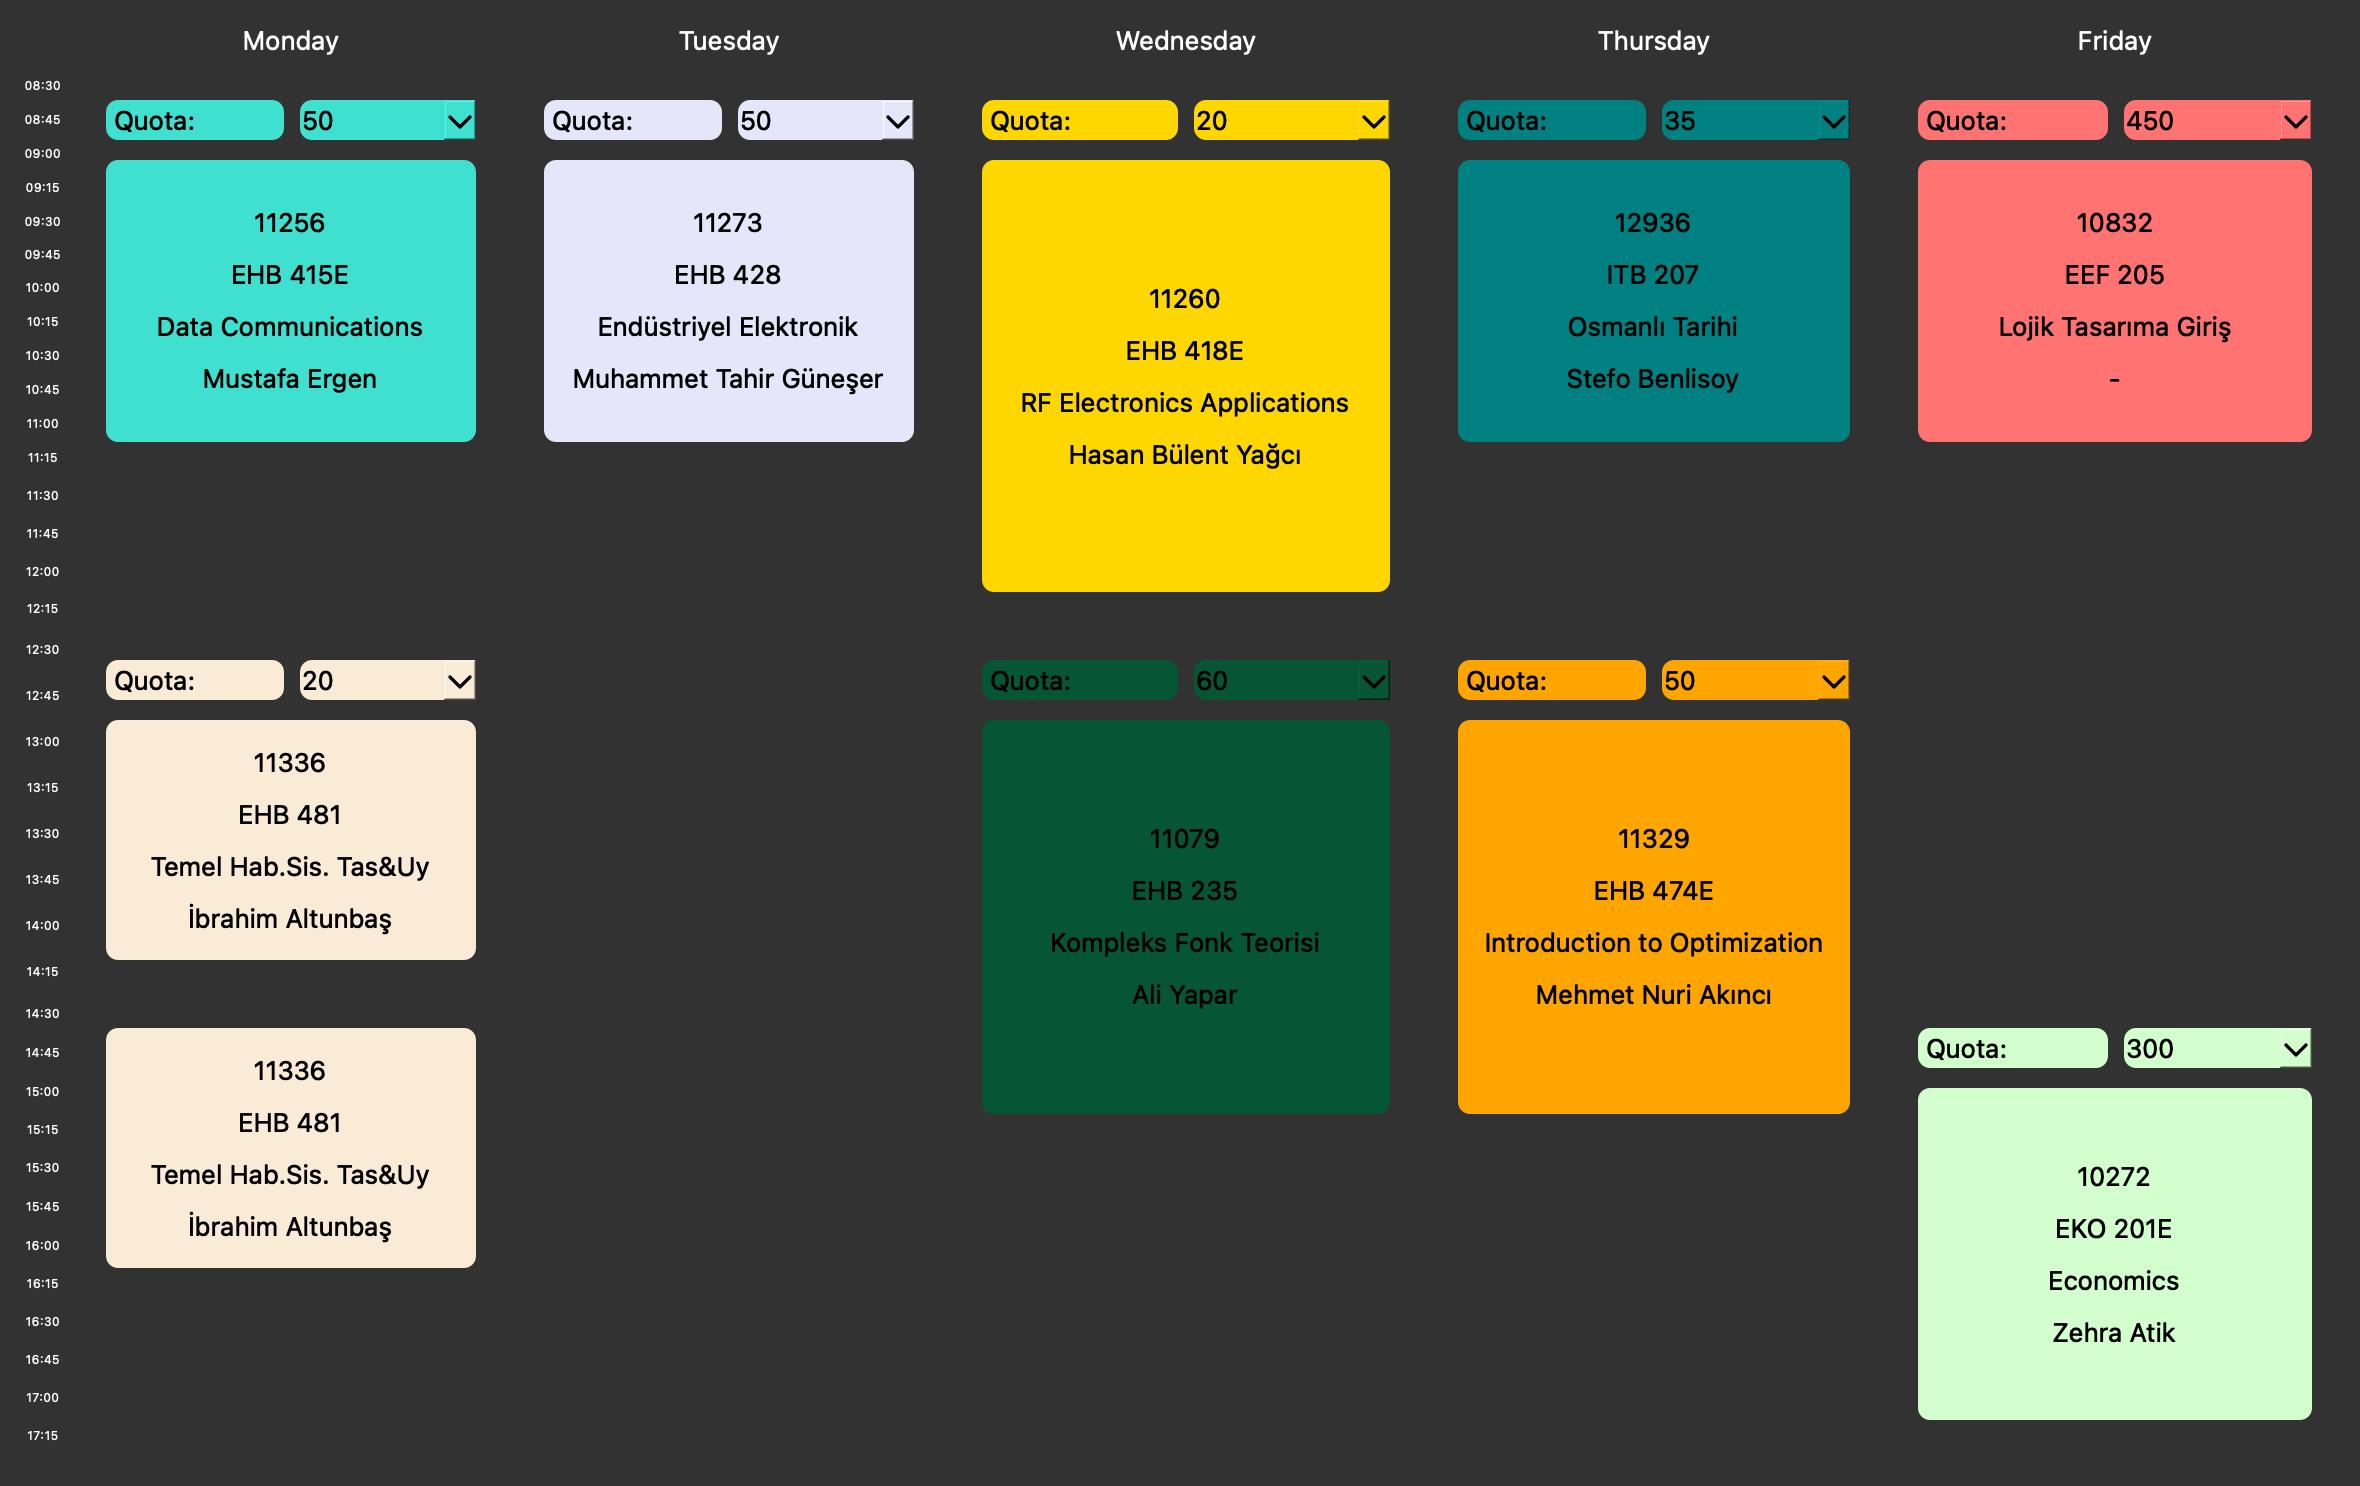 Monday
Tuesday
Wednesday
Thursday
Friday
08:30
08:45
09:00
09:15
09:30
09:45
10:00
10:15
10:30
10:45
11:00
11:15
11:30
11:45
12:00
12:15
12:30
12:45
13:00
13:15
13:30
13:45
14:00
14:15
14:30
14:45
15:00
15:15
15:30
15:45
16:00
16:15
16:30
16:45
17:00
17:15
Quota: 50
11256
EHB 415E
Data Communications
Mustafa Ergen
Quota: 20
11336
EHB 481
Temel Hab.Sis. Tas&Uy
İbrahim Altunbaş
11336
EHB 481
Temel Hab.Sis. Tas&Uy
İbrahim Altunbaş
Quota: 50
11273
EHB 428
Endüstriyel Elektronik
Muhammet Tahir Güneşer
Quota: 20
11260
EHB 418E
RF Electronics Applications
Hasan Bülent Yağcı
Quota: 60
11079
EHB 235
Kompleks Fonk Teorisi
Ali Yapar
Quota: 35
12936
ITB 207
Osmanlı Tarihi
Stefo Benlisoy
Quota: 50
11329
EHB 474E
Introduction to Optimization
Mehmet Nuri Akıncı
Quota: 450
10832
EEF 205
Lojik Tasarıma Giriş
-
Quota: 300
10272
EKO 201E
Economics
Zehra Atik